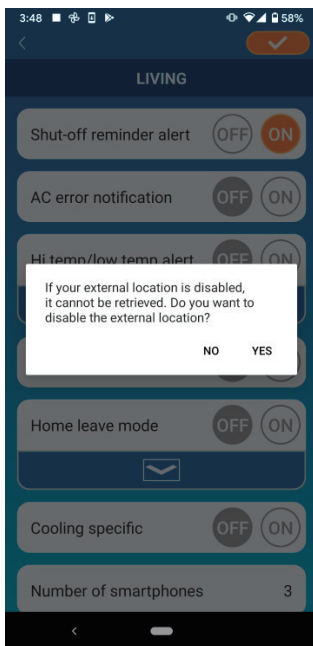 3:48
58%
LIVING
Shut-off reminder alert OFF ON
AC error notification OFF ON
Hi temp/low temp alert OFF ON
If your external location is disabled,
it cannot be retrieved. Do you want to
disable the external location?
NO YES
Home leave mode OFF ON
Cooling specific OFF ON
Number of smartphones 3